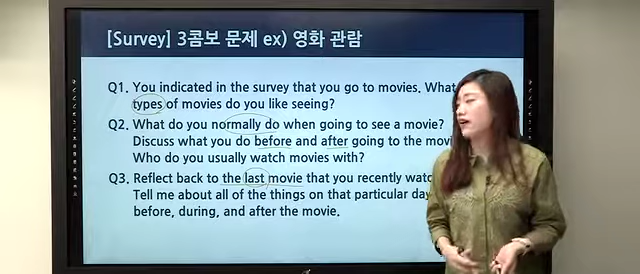 [Survey] 3콤보 문제 ex) 영화 관람
Q1. You indicated in the survey that you go to movies. What
types of movies do you like seeing?
Q2. What do you normally do when going to see a movie?
Discuss what you do before and after going to the
Who do you usually watch movies with?
Q3. Reflect back to the last movie that you recently
Tell me about all of the things on that particular day
before, during, and after the movie.